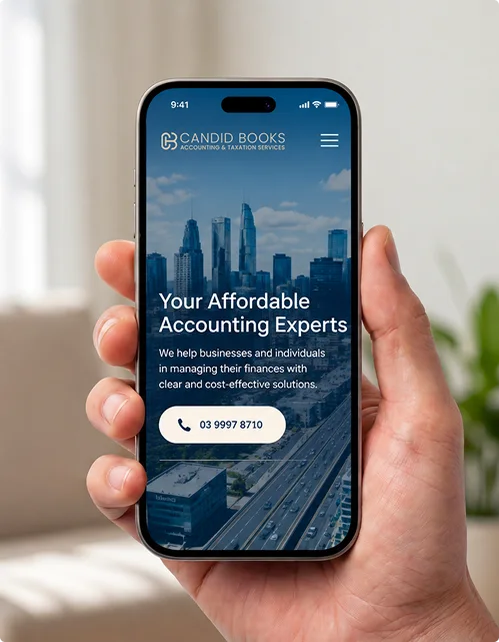 9:41
CANDID BOOKS
ACCOUNTING & TAXATION SERVICES
Your Affordable
Accounting Experts
We help businesses and individuals
in managing their finances with
clear and cost-effective solutions.
03 9997 8710